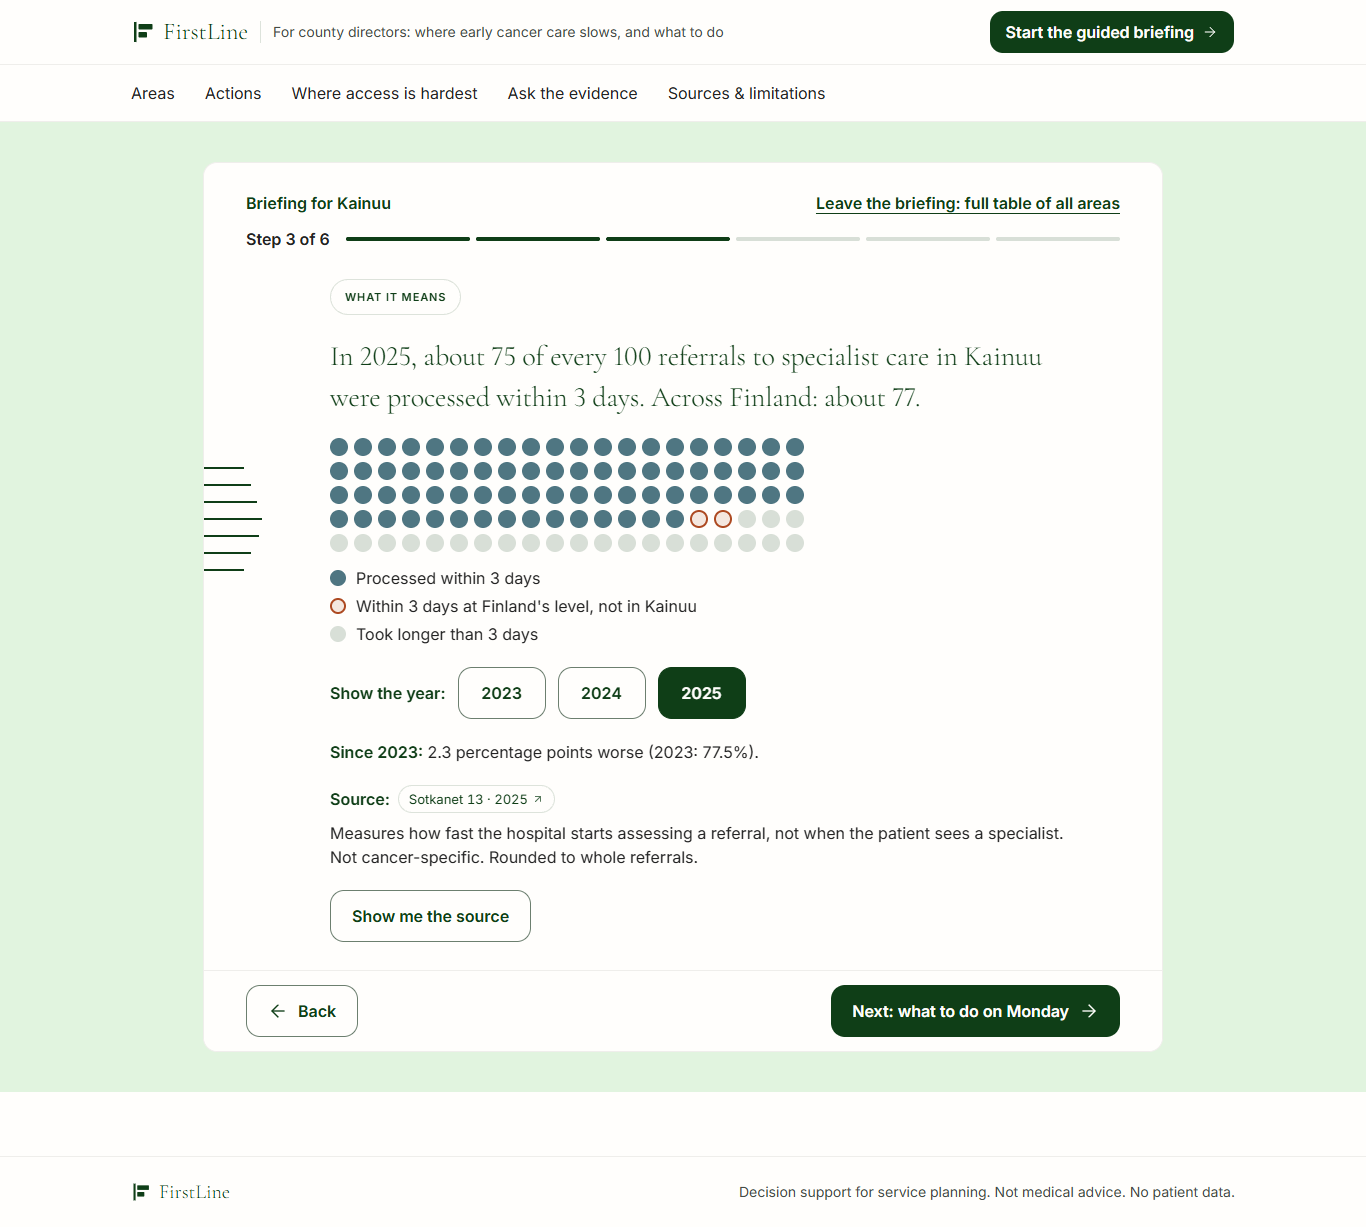 FirstLine
For county directors: where early cancer care slows, and what to do
Start the guided briefing
Areas
Actions
Where access is hardest
Ask the evidence
Sources & limitations
Briefing for Kainuu
Leave the briefing: full table of all areas
Step 3 of 6
WHAT IT MEANS
In 2025, about 75 of every 100 referrals to specialist care in Kainuu
were processed within 3 days. Across Finland: about 77.
Processed within 3 days
Within 3 days at Finland's level, not in Kainuu
Took longer than 3 days
Show the year:
2023
2024
2025
Since 2023: 2.3 percentage points worse (2023: 77.5%).
Source: Sotkanet 13 · 2025 ↗
Measures how fast the hospital starts assessing a referral, not when the patient sees a specialist.
Not cancer-specific. Rounded to whole referrals.
Show me the source
Back
Next: what to do on Monday
FirstLine
Decision support for service planning. Not medical advice. No patient data.